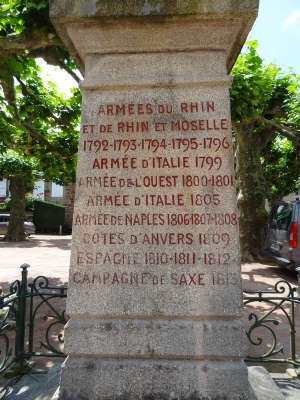 ARMÉES DU RHIN
ET DE RHIN ET MOSELLE
1792-1793-1794-1795-1796
ARMÉE D'ITALIE 1799
ARMÉE DE L'OUEST 1800-1801
ARMÉE D'ITALIE 1805
ARMÉE DE NAPLES 1806-1807-1808
COTES D'ANVERS 1809
ESPAGNE 1810-1811-1812
CAMPAGNE DE SAXE 1813